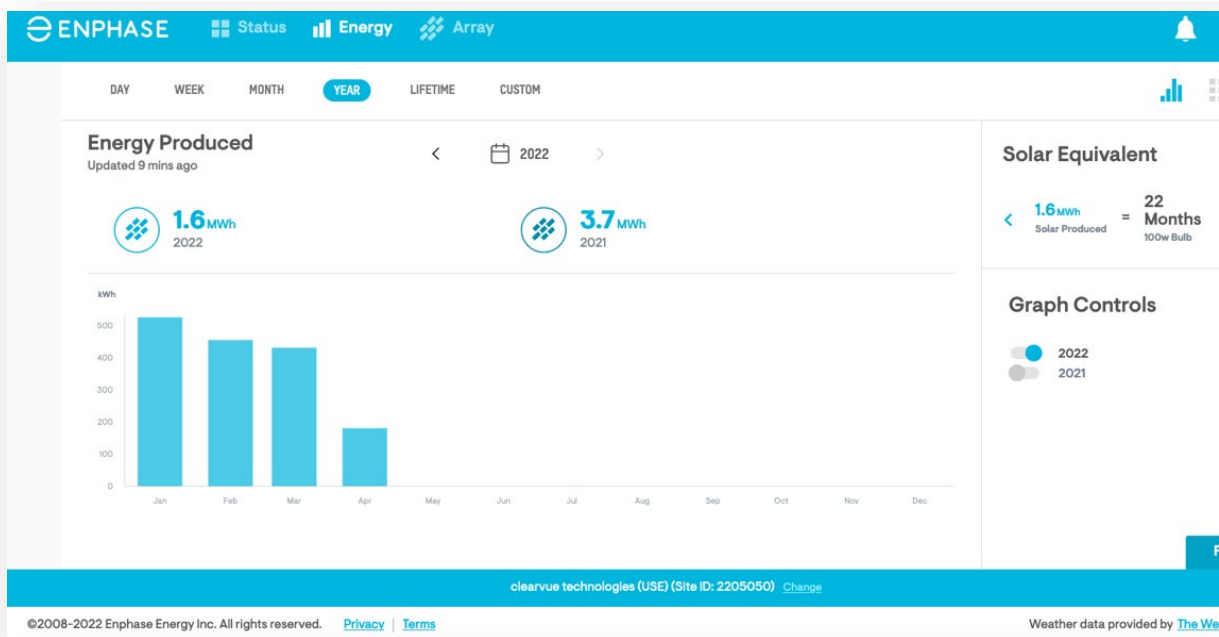 ENPHASE Status Energy Array
DAY WEEK MONTH YEAR LIFETIME CUSTOM
Energy Produced
Updated 9 mins ago
< 2022 >
1.6 MWh
2022
3.7 MWh
2021
kWh
500
400
300
200
100
0
Jan Feb Mar Apr May Jun Jul Aug Sep Oct Nov Dec
Solar Equivalent
< 1.6 MWh
Solar Produced
=
22
Months
100w Bulb
Graph Controls
2022
2021
clearvue technologies (USE) (Site ID: 2205050) Change
©2008-2022 Enphase Energy Inc. All rights reserved. Privacy | Terms
Weather data provided by The We